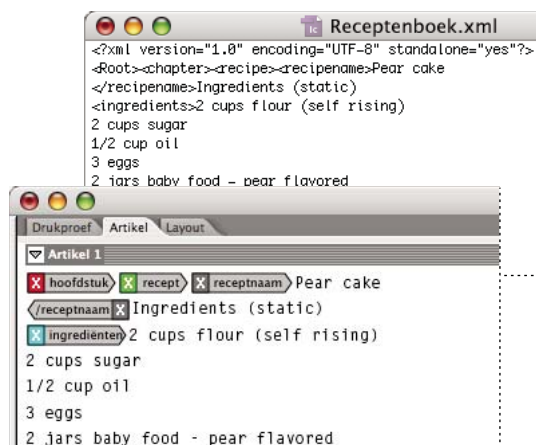 Receptenboek.xml
<?xml version="1.0" encoding="UTF-8" standalone="yes"?>
<Root><chapter><recipe><recipename>Pear cake
</recipename>Ingredients (static)
<ingredients>2 cups flour (self rising)
2 cups sugar
1/2 cup oil
3 eggs
2 jars baby food – pear flavored
Drukproef Artikel Layout
Artikel 1
hoofdstuk recept receptnaam Pear cake
/receptnaam Ingredients (static)
ingrediënten 2 cups flour (self rising)
2 cups sugar
1/2 cup oil
3 eggs
2 jars baby food - pear flavored